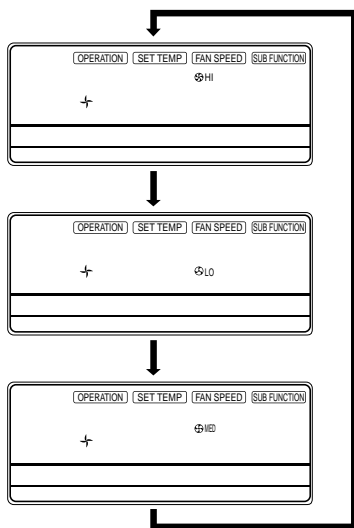 OPERATION SET TEMP FAN SPEED SUB FUNCTION
HI
OPERATION SET TEMP FAN SPEED SUB FUNCTION
LO
OPERATION SET TEMP FAN SPEED SUB FUNCTION
MED